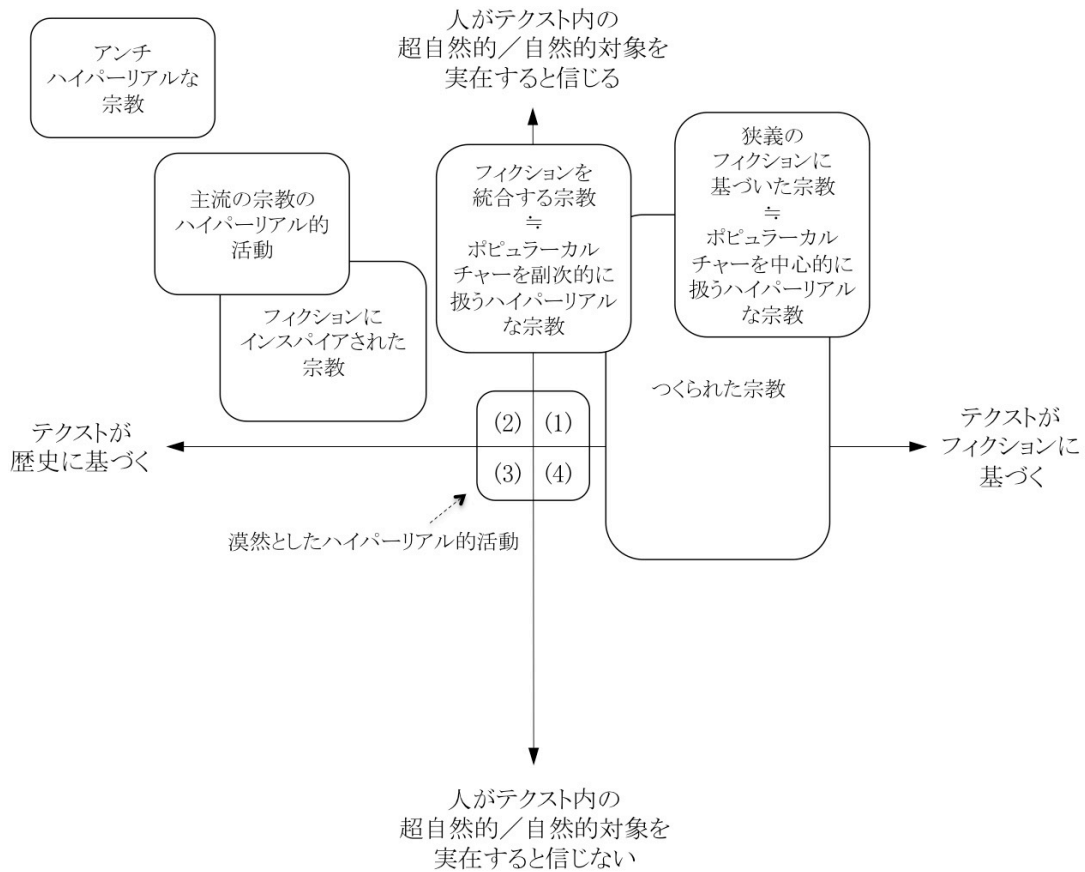 人がテクスト内の
超自然的／自然的対象を
実在すると信じる
アンチ
ハイパーリアルな
宗教
主流の宗教の
ハイパーリアル的
活動
フィクションに
インスパイアされた
宗教
フィクションを
統合する宗教
≒
ポピュラーカル
チャーを副次的に
扱うハイパーリアル
な宗教
狭義の
フィクションに
基づいた宗教
≒
ポピュラーカル
チャーを中心的に
扱うハイパーリアル
な宗教
つくられた宗教
(2) (1)
(3) (4)
テクストが
歴史に基づく
テクストが
フィクションに
基づく
漠然としたハイパーリアル的活動
人がテクスト内の
超自然的／自然的対象を
実在すると信じない